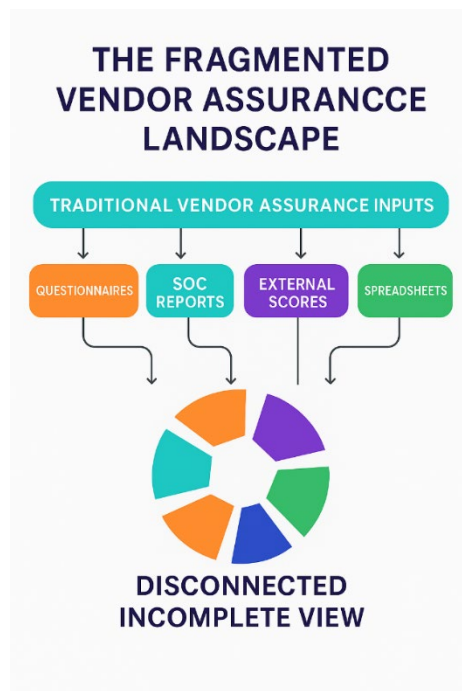 THE FRAGMENTED
VENDOR ASSURANCCE
LANDSCAPE
TRADITIONAL VENDOR ASSURANCE INPUTS
QUESTIONNAIRES
SOC
REPORTS
EXTERNAL
SCORES
SPREADSHEETS
DISCONNECTED
INCOMPLETE VIEW